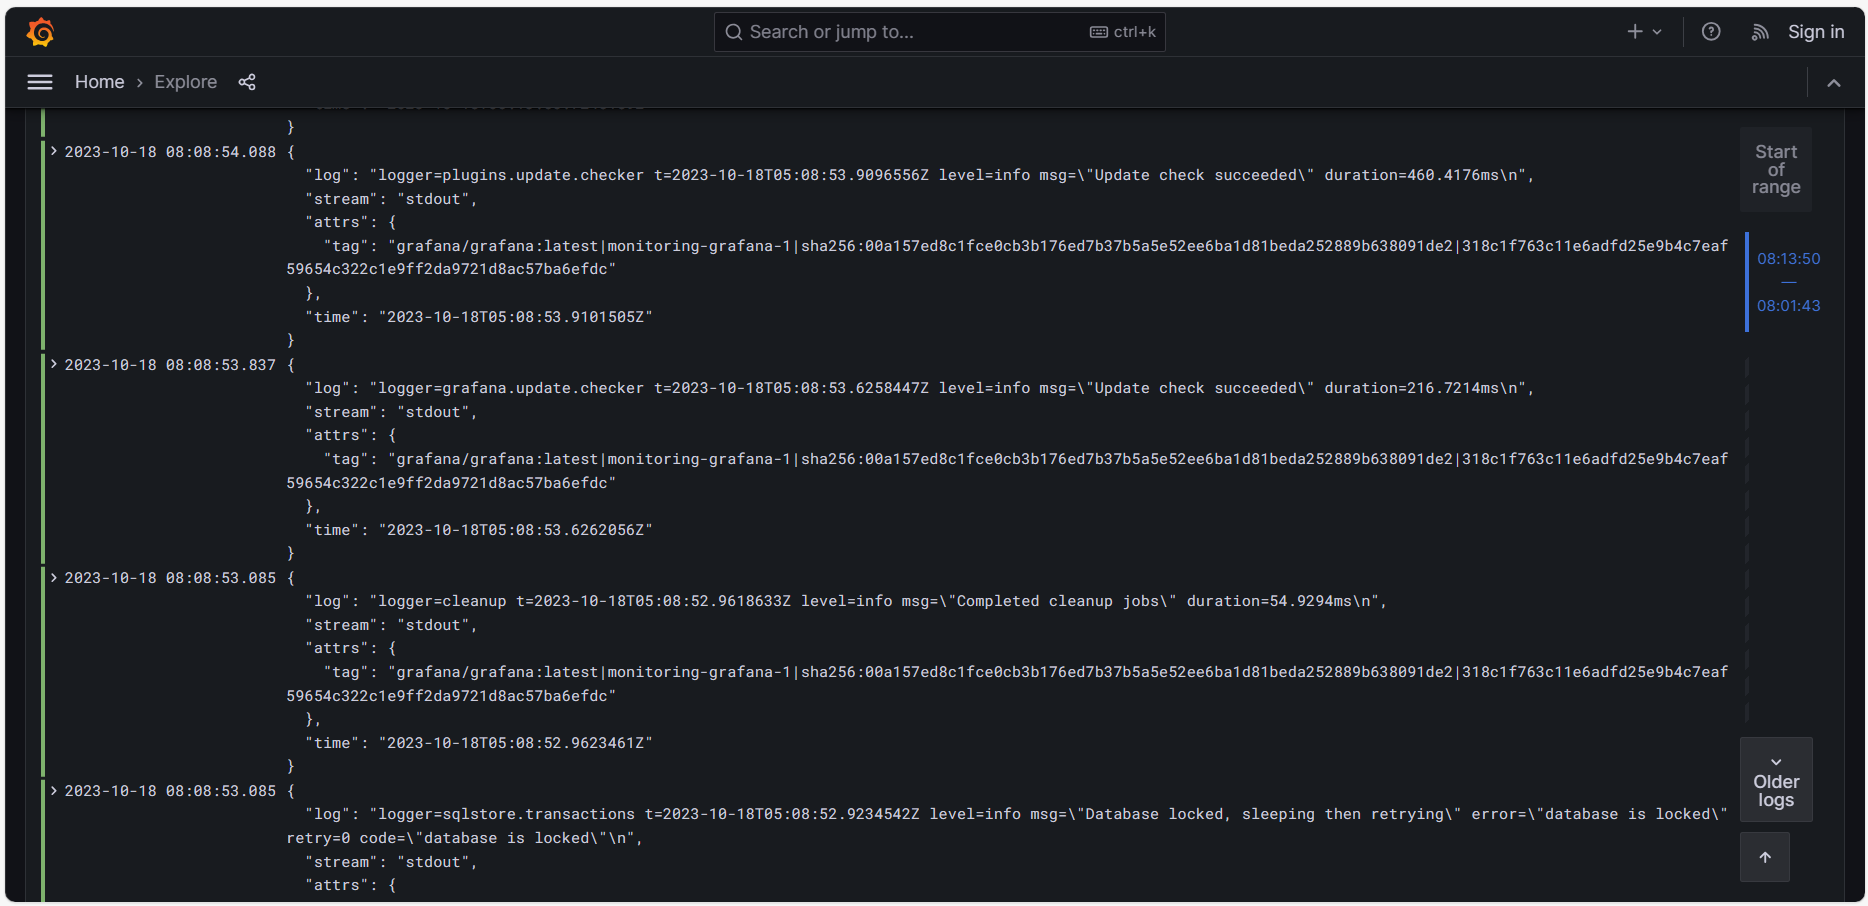 Search or jump to...
ctrl+k
Sign in
Home
Explore
}
2023-10-18 08:08:54.088 {
"log": "logger=plugins.update.checker t=2023-10-18T05:08:53.9096556Z level=info msg=\"Update check succeeded\" duration=460.4176ms\n",
"stream": "stdout",
"attrs": {
"tag": "grafana/grafana:latest|monitoring-grafana-1|sha256:00a157ed8c1fce0cb3b176ed7b37b5a5e52ee6ba1d81beda252889b638091de2|318c1f763c11e6adfd25e9b4c7eaf
59654c322c1e9ff2da9721d8ac57ba6efdc"
},
"time": "2023-10-18T05:08:53.9101505Z"
}
2023-10-18 08:08:53.837 {
"log": "logger=grafana.update.checker t=2023-10-18T05:08:53.6258447Z level=info msg=\"Update check succeeded\" duration=216.7214ms\n",
"stream": "stdout",
"attrs": {
"tag": "grafana/grafana:latest|monitoring-grafana-1|sha256:00a157ed8c1fce0cb3b176ed7b37b5a5e52ee6ba1d81beda252889b638091de2|318c1f763c11e6adfd25e9b4c7eaf
59654c322c1e9ff2da9721d8ac57ba6efdc"
},
"time": "2023-10-18T05:08:53.6262056Z"
}
2023-10-18 08:08:53.085 {
"log": "logger=cleanup t=2023-10-18T05:08:52.9618633Z level=info msg=\"Completed cleanup jobs\" duration=54.9294ms\n",
"stream": "stdout",
"attrs": {
"tag": "grafana/grafana:latest|monitoring-grafana-1|sha256:00a157ed8c1fce0cb3b176ed7b37b5a5e52ee6ba1d81beda252889b638091de2|318c1f763c11e6adfd25e9b4c7eaf
59654c322c1e9ff2da9721d8ac57ba6efdc"
},
"time": "2023-10-18T05:08:52.9623461Z"
}
2023-10-18 08:08:53.085 {
"log": "logger=sqlstore.transactions t=2023-10-18T05:08:52.9234542Z level=info msg=\"Database locked, sleeping then retrying\" error=\"database is locked\"
retry=0 code=\"database is locked\"\n",
"stream": "stdout",
"attrs": {
Start
of
range
08:13:50
—
08:01:43
Older
logs